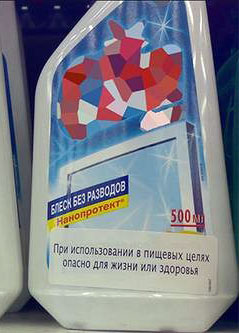 БЛЕСК БЕЗ РАЗВОДОВ
Нанопротект®
500 мл
При использовании в пищевых целях
опасно для жизни или здоровья